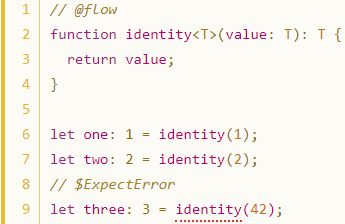 1 // @flow
2 function identity<T>(value: T): T {
3   return value;
4 }
5
6 let one: 1 = identity(1);
7 let two: 2 = identity(2);
8 // $ExpectError
9 let three: 3 = identity(42);